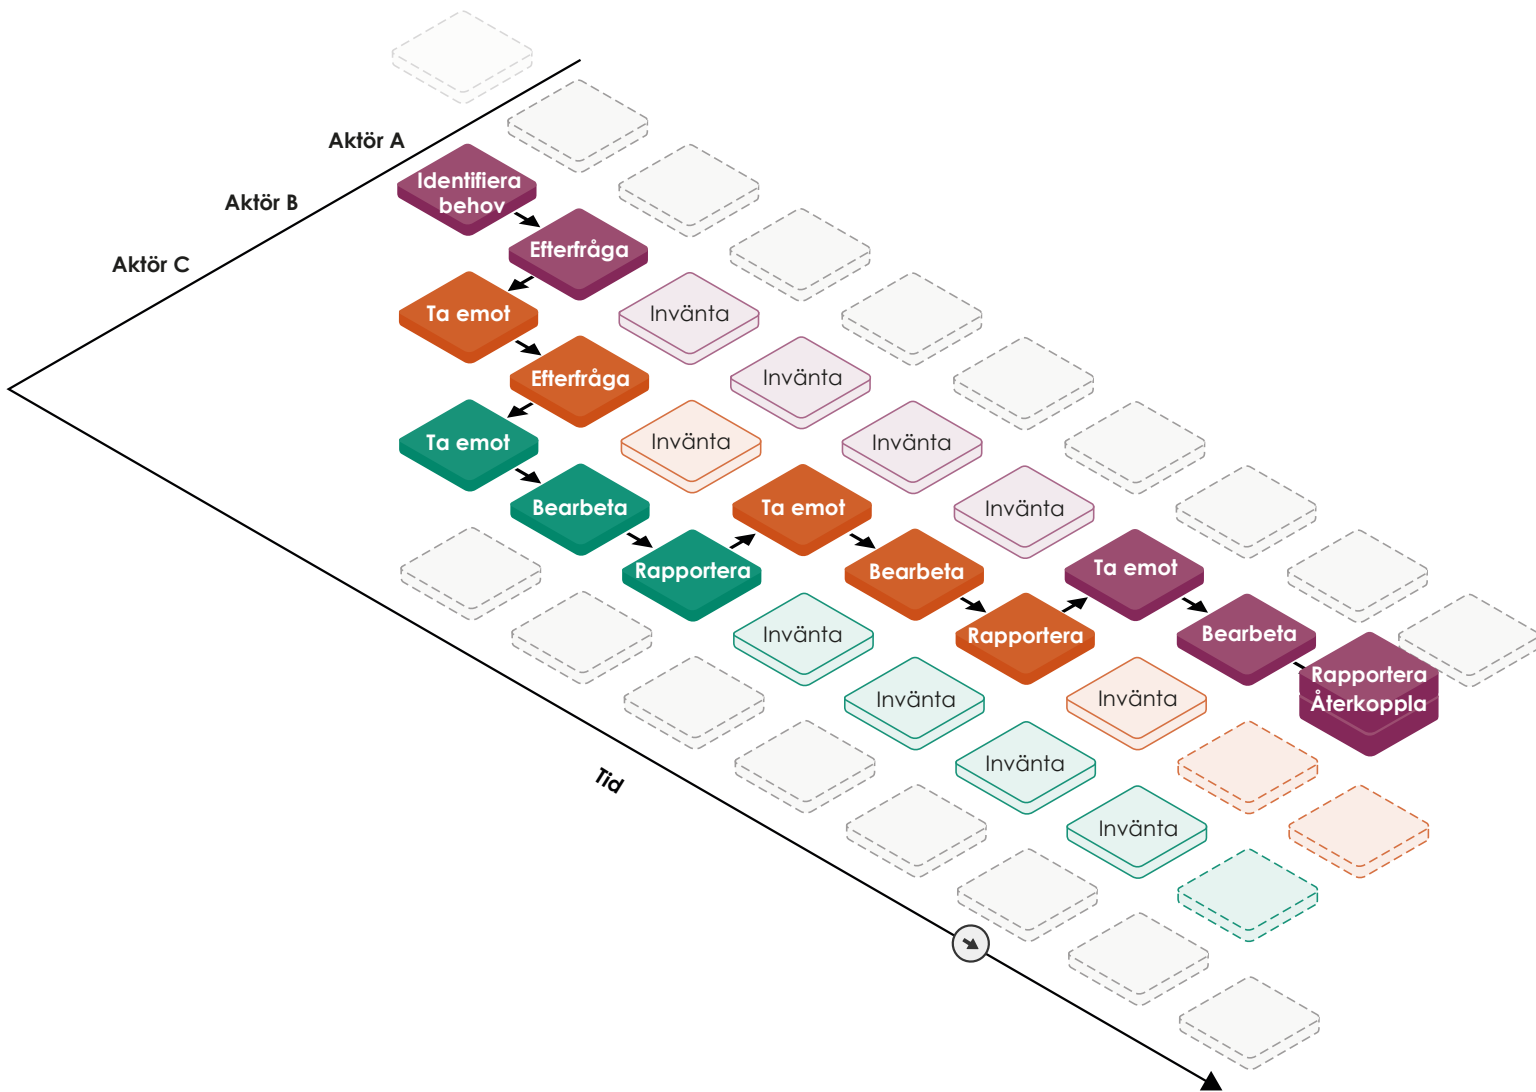 Aktör A
Aktör B
Aktör C
Identifiera
behov
Efterfråga
Ta emot
Invänta
Efterfråga
Invänta
Ta emot
Invänta
Invänta
Bearbeta
Ta emot
Invänta
Rapportera
Bearbeta
Ta emot
Invänta
Rapportera
Bearbeta
Invänta
Invänta
Rapportera
Återkoppla
Invänta
Invänta
Tid